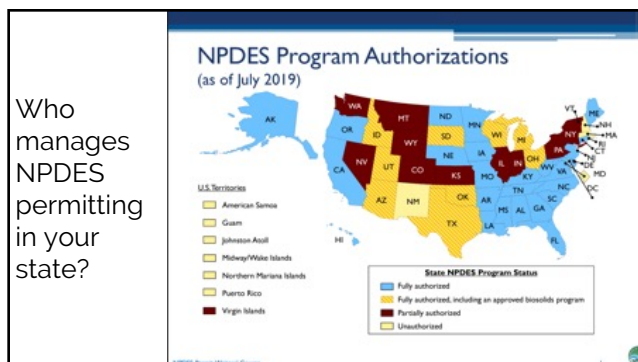 Who
manages
NPDES
permitting
in your
state?
NPDES Program Authorizations
(as of July 2019)
AK
WA
OR
CA
NV
ID
MT
WY
UT
CO
AZ
NM
ND
SD
NE
KS
OK
TX
MN
IA
MO
AR
LA
WI
IL
IN
MI
OH
KY
TN
MS
AL
GA
FL
SC
NC
VA
WV
PA
NY
VT
ME
NH
MA
RI
CT
NJ
DE
MD
DC
HI
U.S. Territories
American Samoa
Guam
Johnston Atoll
Midway/Wake Islands
Northern Mariana Islands
Puerto Rico
Virgin Islands
State NPDES Program Status
Fully authorized
Fully authorized, including an approved biosolids program
Partially authorized
Unauthorized